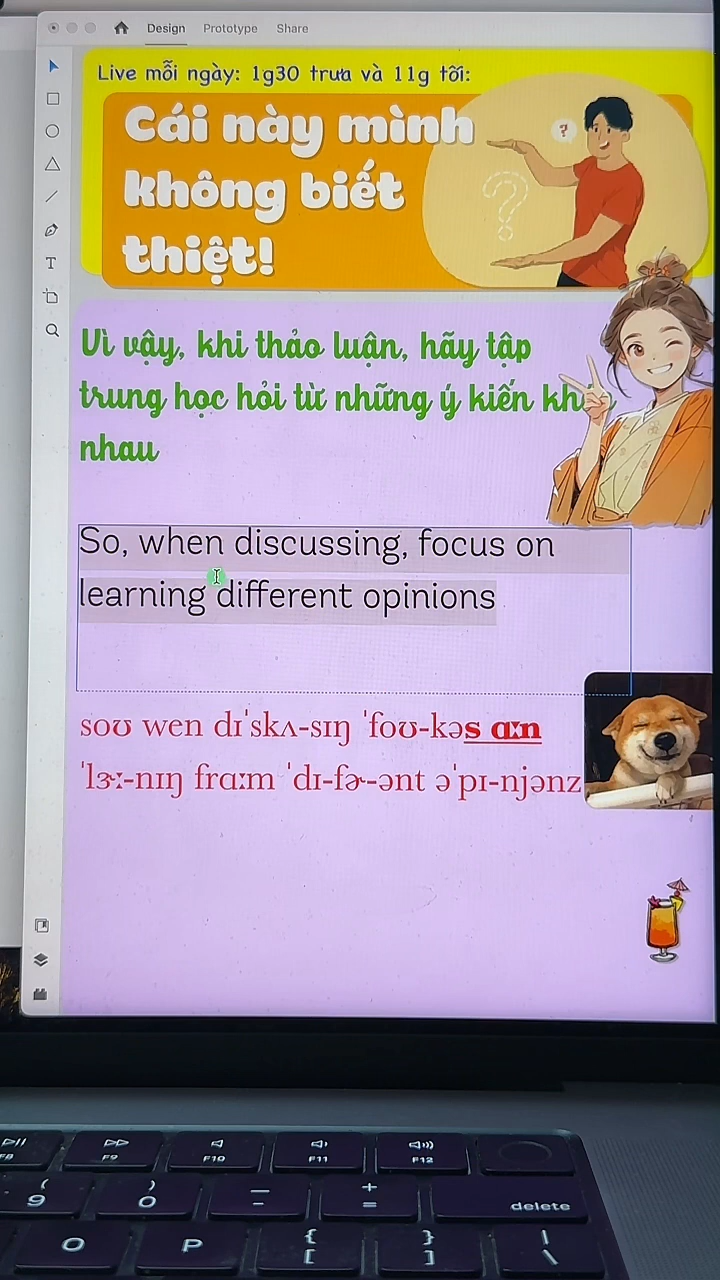 Design Prototype Share
Live mỗi ngày: 1g30 trưa và 11g tối:
Cái này mình
không biết
thiệt!
?
Vì vậy, khi thảo luận, hãy tập
trung học hỏi từ những ý kiến
nhau
So, when discussing, focus on
learning different opinions
soʊ wen dɪˈskʌ-sɪŋ ˈfoʊ-kəs ɑːn
ˈlɝː-nɪŋ frɑːm ˈdɪ-fɚ-ənt əˈpɪ-njənz
F8 F9 F10 F11 F12
( 9 ) 0 — - + = delete
O P { [ } ] | \